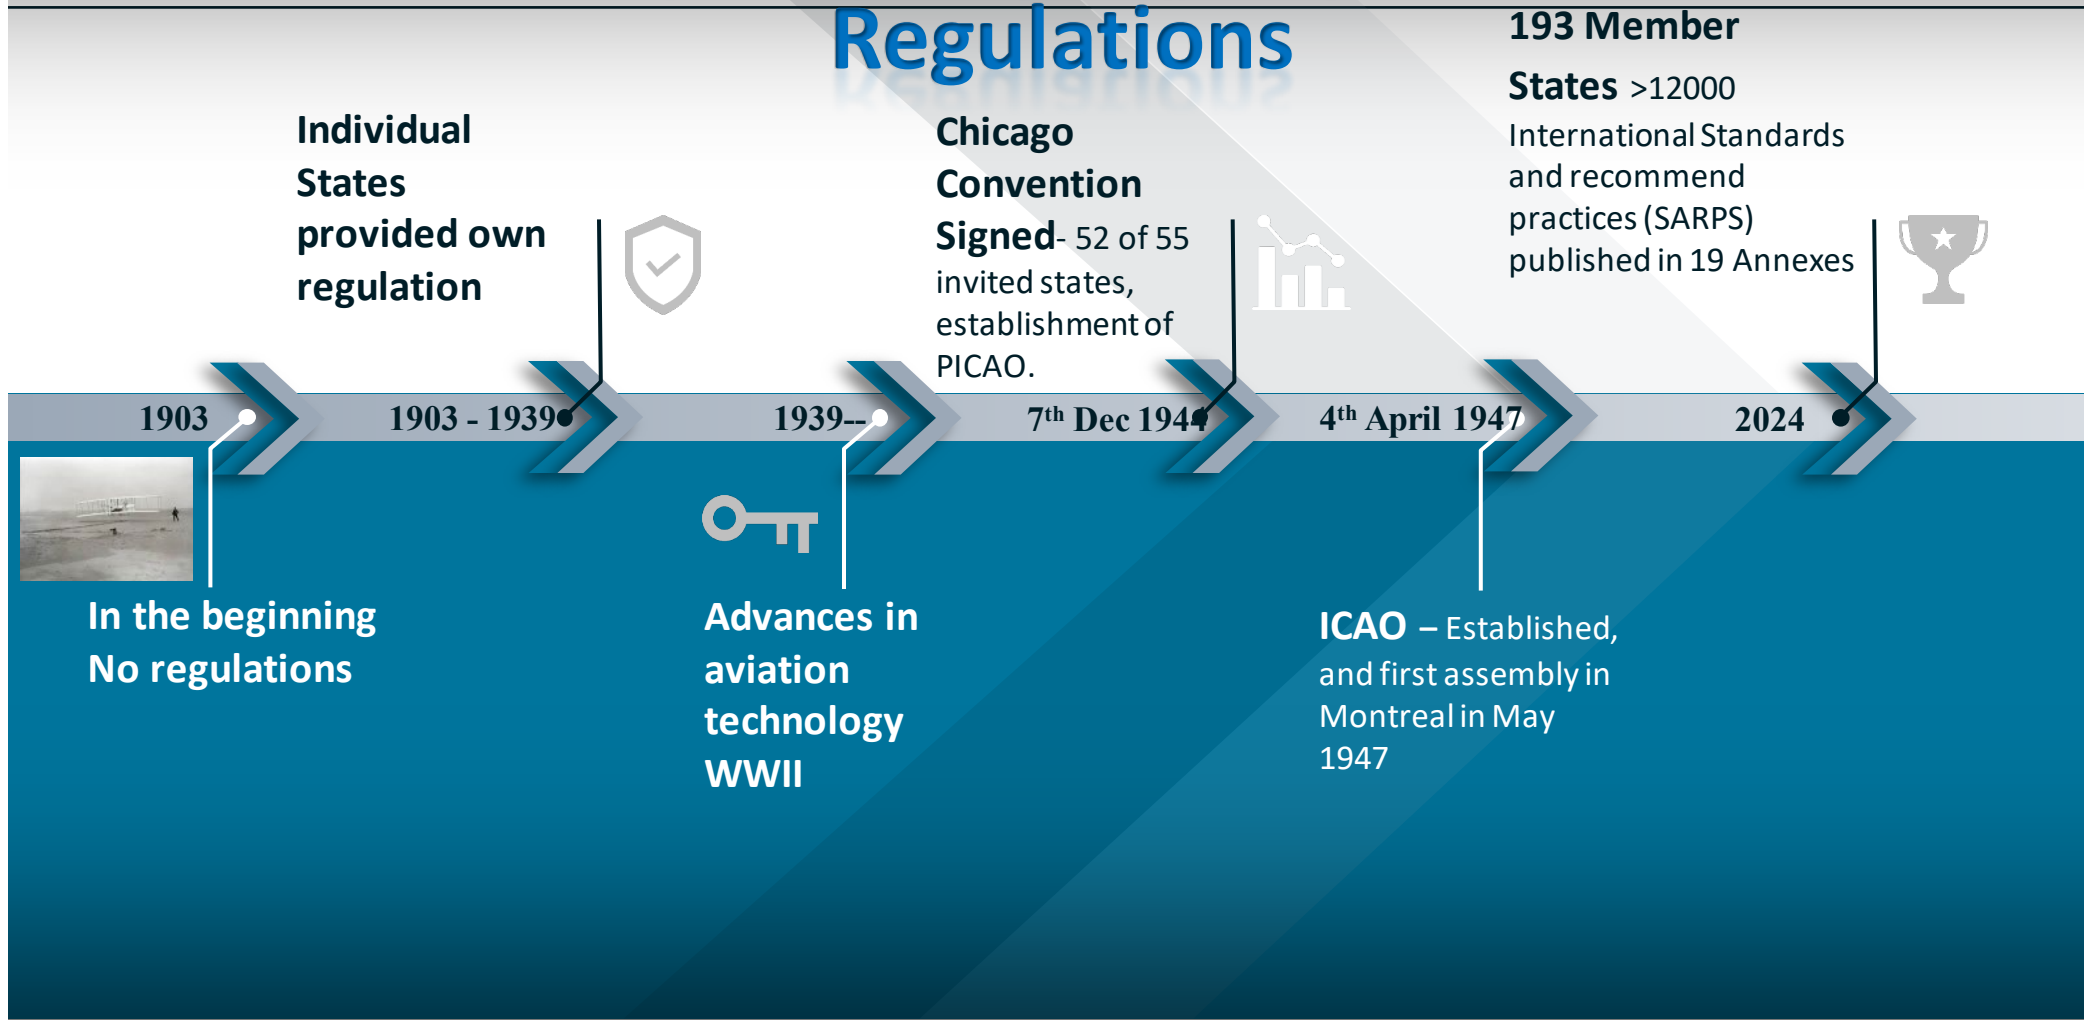 Regulations
1903
In the beginning
No regulations
1903 - 1939
Individual
States
provided own
regulation
1939--
Advances in
aviation
technology
WWII
7th Dec 1944
Chicago
Convention
Signed- 52 of 55
invited states,
establishment of
PICAO.
4th April 1947
ICAO – Established,
and first assembly in
Montreal in May
1947
2024
193 Member
States >12000
International Standards
and recommend
practices (SARPS)
published in 19 Annexes